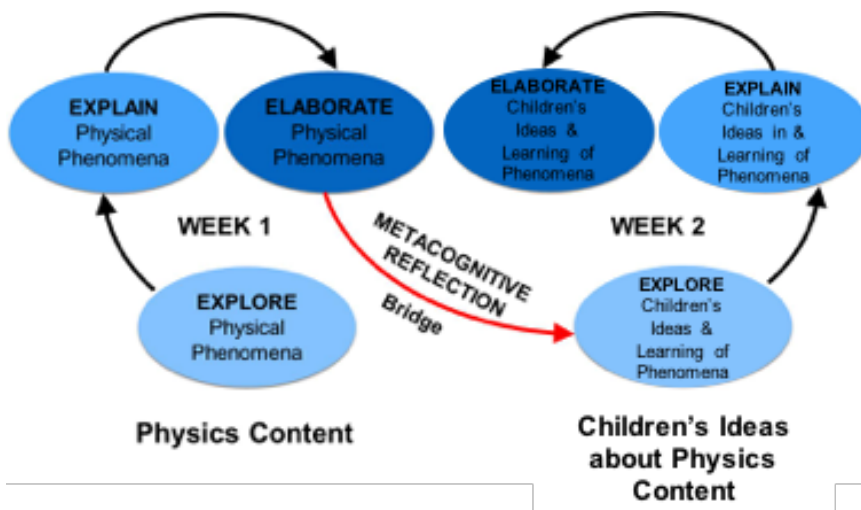 EXPLAIN
Physical
Phenomena
ELABORATE
Physical
Phenomena
WEEK 1
EXPLORE
Physical
Phenomena
Physics Content
METACOGNITIVE
REFLECTION
Bridge
ELABORATE
Children's
Ideas &
Learning of
Phenomena
EXPLAIN
Children's
Ideas in &
Learning of
Phenomena
WEEK 2
EXPLORE
Children's
Ideas &
Learning of
Phenomena
Children's Ideas
about Physics
Content